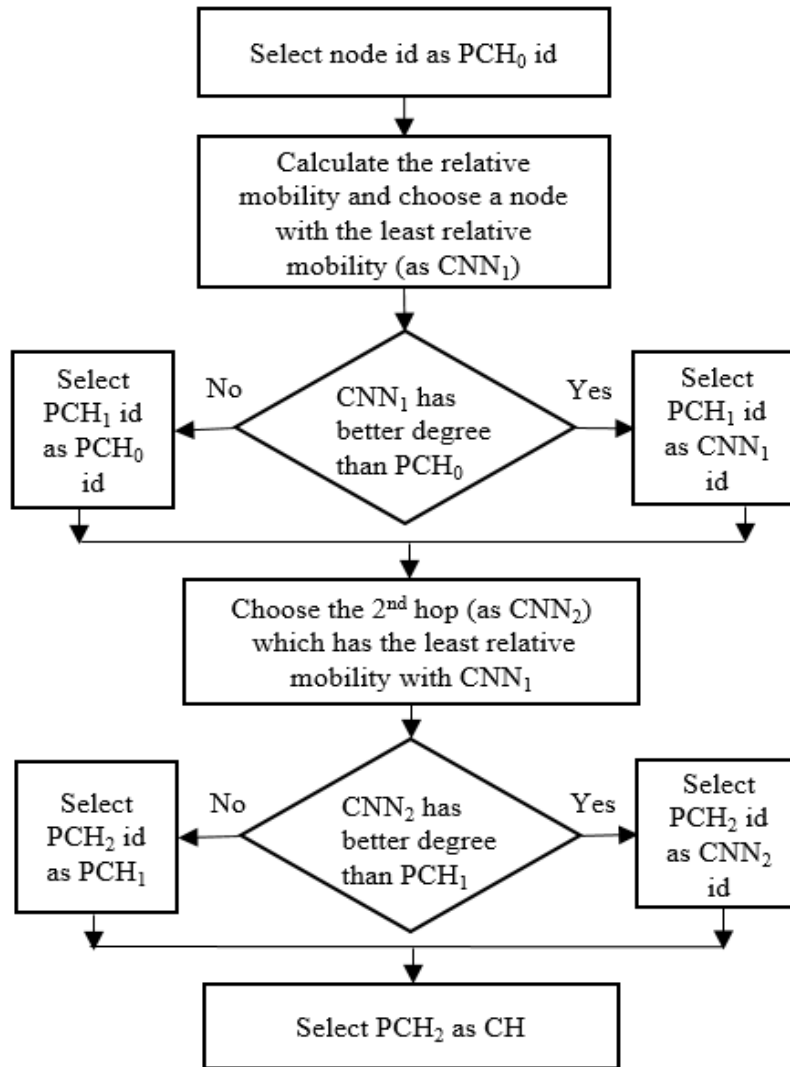 Select node id as PCH₀ id
Calculate the relative
mobility and choose a node
with the least relative
mobility (as CNN₁)
No
CNN₁ has
better degree
than PCH₀
Yes
Select
PCH₁ id
as PCH₀
id
Select
PCH₁ id
as CNN₁
id
Choose the 2ⁿᵈ hop (as CNN₂)
which has the least relative
mobility with CNN₁
No
CNN₂ has
better degree
than PCH₁
Yes
Select
PCH₂ id
as PCH₁
Select
PCH₂ id
as CNN₂
id
Select PCH₂ as CH